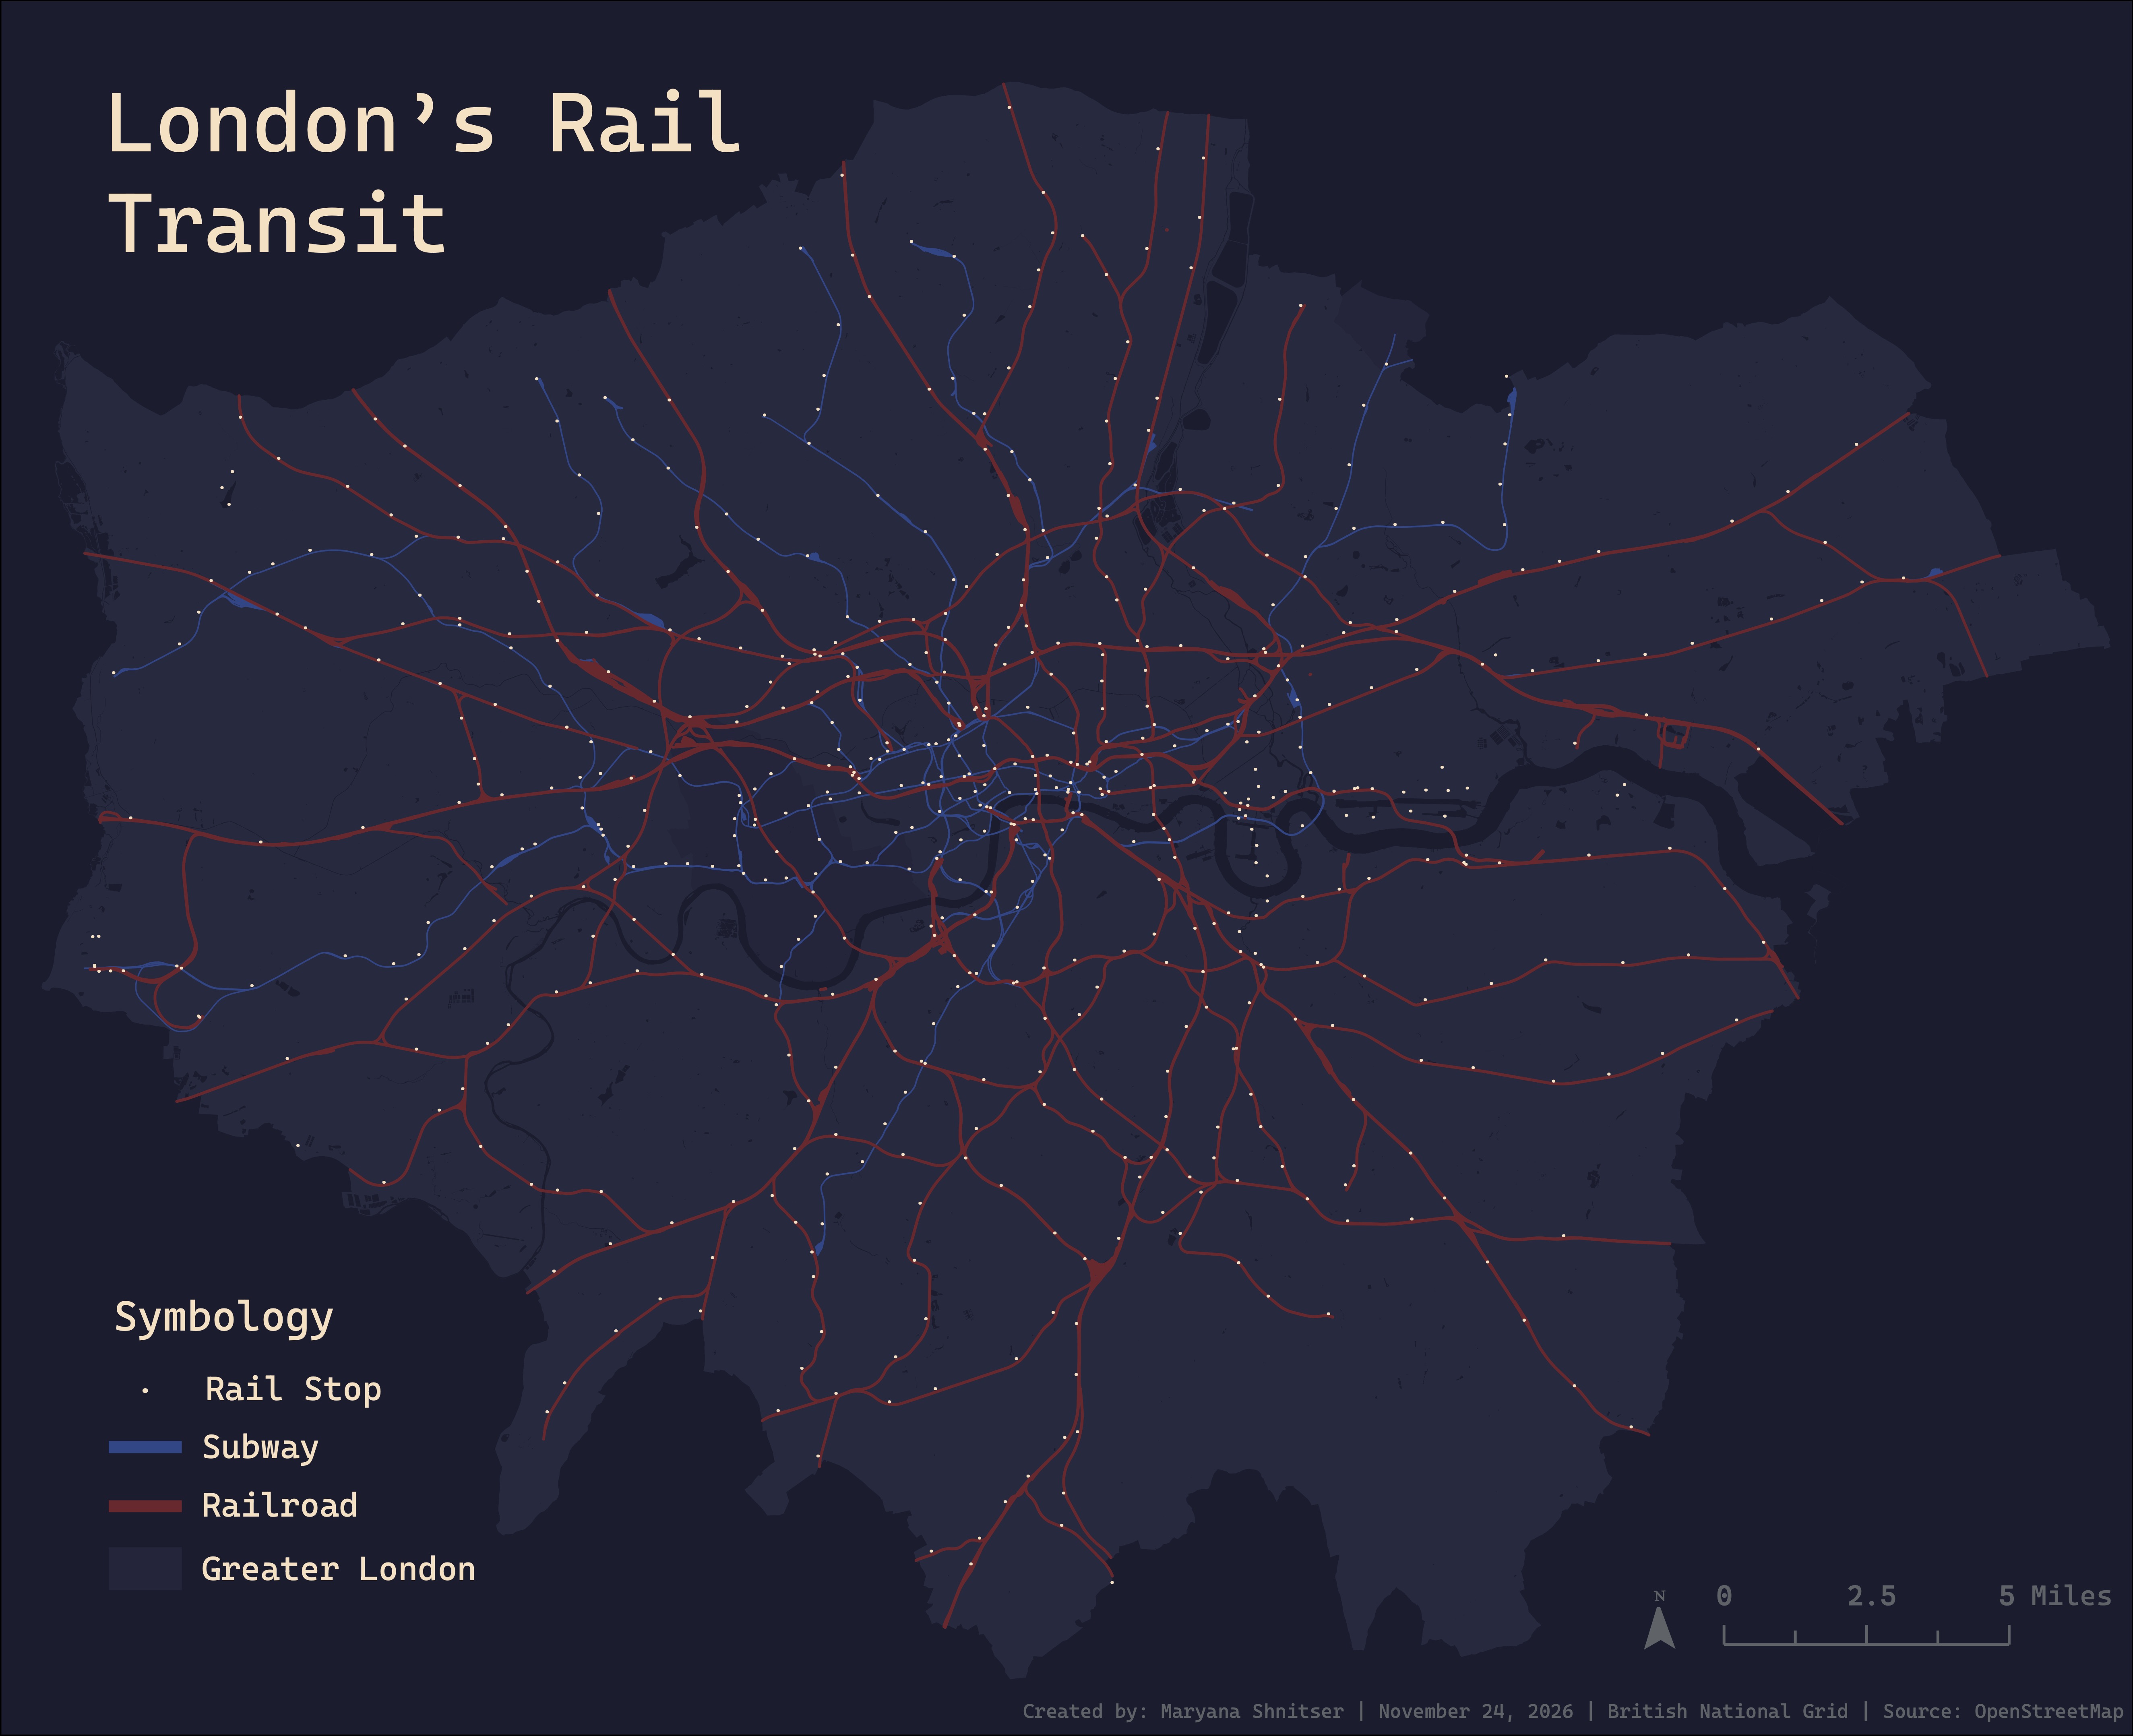 London’s Rail
Transit
Symbology
Rail Stop
Subway
Railroad
Greater London
N
0 2.5 5 Miles
Created by: Maryana Shnitser | November 24, 2026 | British National Grid | Source: OpenStreetMap